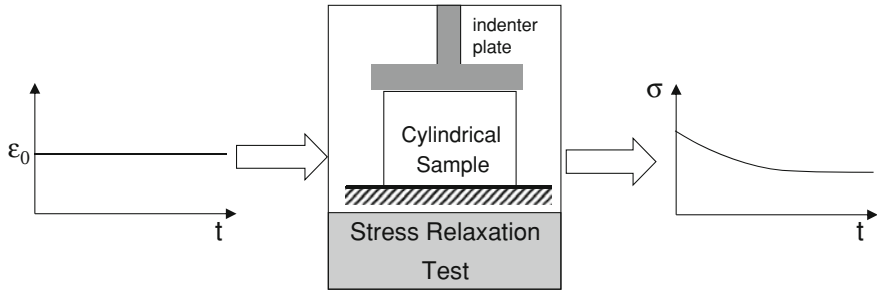 ε0
t
indenter
plate
Cylindrical
Sample
Stress Relaxation
Test
σ
t